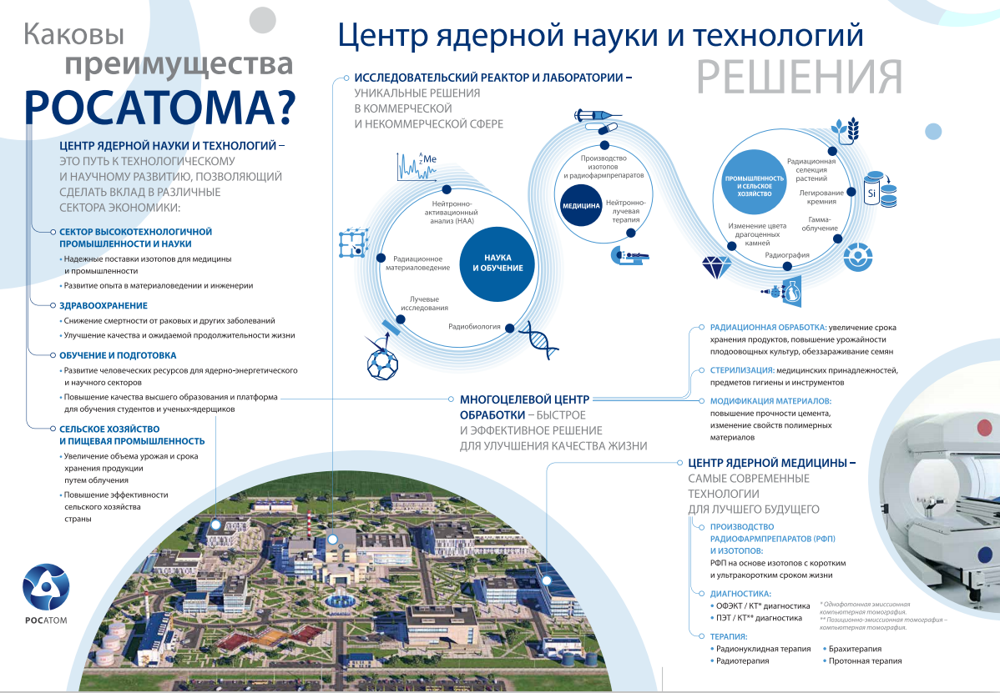 Каковы
преимущества
РОСАТОМА?
ЦЕНТР ЯДЕРНОЙ НАУКИ И ТЕХНОЛОГИЙ –
ЭТО ПУТЬ К ТЕХНОЛОГИЧЕСКОМУ
И НАУЧНОМУ РАЗВИТИЮ, ПОЗВОЛЯЮЩИЙ
СДЕЛАТЬ ВКЛАД В РАЗЛИЧНЫЕ
СЕКТОРА ЭКОНОМИКИ:
СЕКТОР ВЫСОКОТЕХНОЛОГИЧНОЙ
ПРОМЫШЛЕННОСТИ И НАУКИ
• Надежные поставки изотопов для медицины
и промышленности
• Развитие опыта в материаловедении и инженерии
ЗДРАВООХРАНЕНИЕ
• Снижение смертности от раковых и других заболеваний
• Улучшение качества и ожидаемой продолжительности жизни
ОБУЧЕНИЕ И ПОДГОТОВКА
• Развитие человеческих ресурсов для ядерно-энергетического
и научного секторов
• Повышение качества высшего образования и платформа
для обучения студентов и ученых-ядерщиков
СЕЛЬСКОЕ ХОЗЯЙСТВО
И ПИЩЕВАЯ ПРОМЫШЛЕННОСТЬ
• Увеличение объема урожая и срока
хранения продукции
путем облучения
• Повышение эффективности
сельского хозяйства
страны
РОСАТОМ
Центр ядерной науки и технологий
РЕШЕНИЯ
ИССЛЕДОВАТЕЛЬСКИЙ РЕАКТОР И ЛАБОРАТОРИИ –
УНИКАЛЬНЫЕ РЕШЕНИЯ
В КОММЕРЧЕСКОЙ
И НЕКОММЕРЧЕСКОЙ СФЕРЕ
A
Z Me
Нейтронно-
активационный
анализ (НАА)
Радиационное
материаловедение
НАУКА
И ОБУЧЕНИЕ
Лучевые
исследования
Радиобиология
Производство
изотопов
и радиофармпрепаратов
МЕДИЦИНА
Нейтронно-
лучевая
терапия
ПРОМЫШЛЕННОСТЬ
И СЕЛЬСКОЕ
ХОЗЯЙСТВО
Радиационная
селекция
растений
Легирование
кремния
Si
Гамма-
облучение
Изменение цвета
драгоценных
камней
Радиография
МНОГОЦЕЛЕВОЙ ЦЕНТР
ОБРАБОТКИ – БЫСТРОЕ
И ЭФФЕКТИВНОЕ РЕШЕНИЕ
ДЛЯ УЛУЧШЕНИЯ КАЧЕСТВА ЖИЗНИ
РАДИАЦИОННАЯ ОБРАБОТКА: увеличение срока
хранения продуктов, повышение урожайности
плодоовощных культур, обеззараживание семян
СТЕРИЛИЗАЦИЯ: медицинских принадлежностей,
предметов гигиены и инструментов
МОДИФИКАЦИЯ МАТЕРИАЛОВ:
повышение прочности цемента,
изменение свойств полимерных
материалов
ЦЕНТР ЯДЕРНОЙ МЕДИЦИНЫ –
САМЫЕ СОВРЕМЕННЫЕ
ТЕХНОЛОГИИ
ДЛЯ ЛУЧШЕГО БУДУЩЕГО
ПРОИЗВОДСТВО
РАДИОФАРМПРЕПАРАТОВ (РФП)
И ИЗОТОПОВ:
РФП на основе изотопов с коротким
и ультракоротким сроком жизни
ДИАГНОСТИКА:
• ОФЭКТ / КТ* диагностика
• ПЭТ / КТ** диагностика
* Однофотонная эмиссионная
компьютерная томография.
** Позиционно-эмиссионная томография –
компьютерная томография.
ТЕРАПИЯ:
• Радионуклидная терапия
• Радиотерапия
• Брахитерапия
• Протонная терапия